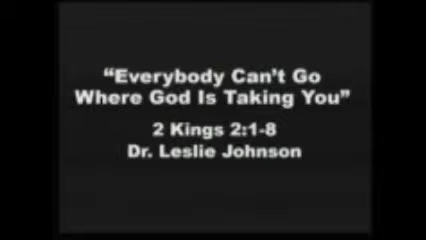 “Everybody Can’t Go
Where God Is Taking You”
2 Kings 2:1-8
Dr. Leslie Johnson